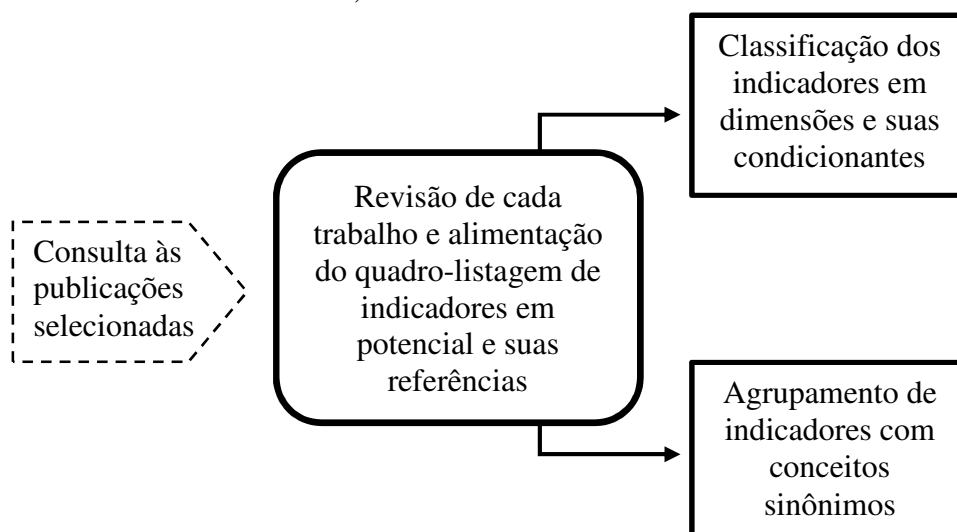 Consulta às
publicações
selecionadas
Revisão de cada
trabalho e alimentação
do quadro-listagem de
indicadores em
potencial e suas
referências
Classificação dos
indicadores em
dimensões e suas
condicionantes
Agrupamento de
indicadores com
conceitos
sinônimos